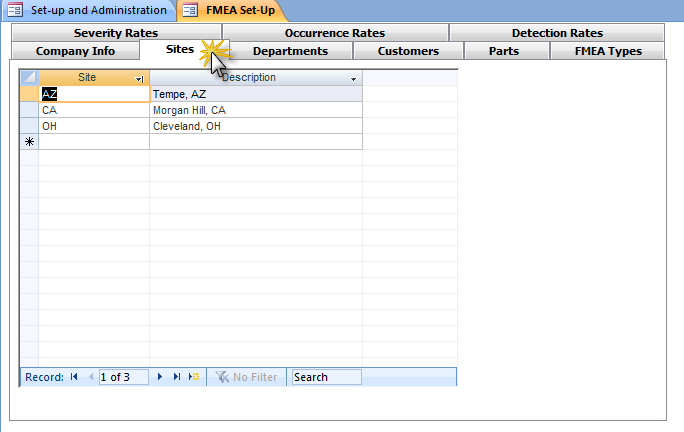 Set-up and Administration FMEA Set-Up
Severity Rates Occurrence Rates Detection Rates
Company Info Sites Departments Customers Parts FMEA Types
Site Description
AZ Tempe, AZ
CA Morgan Hill, CA
OH Cleveland, OH
Record: 1 of 3 No Filter Search